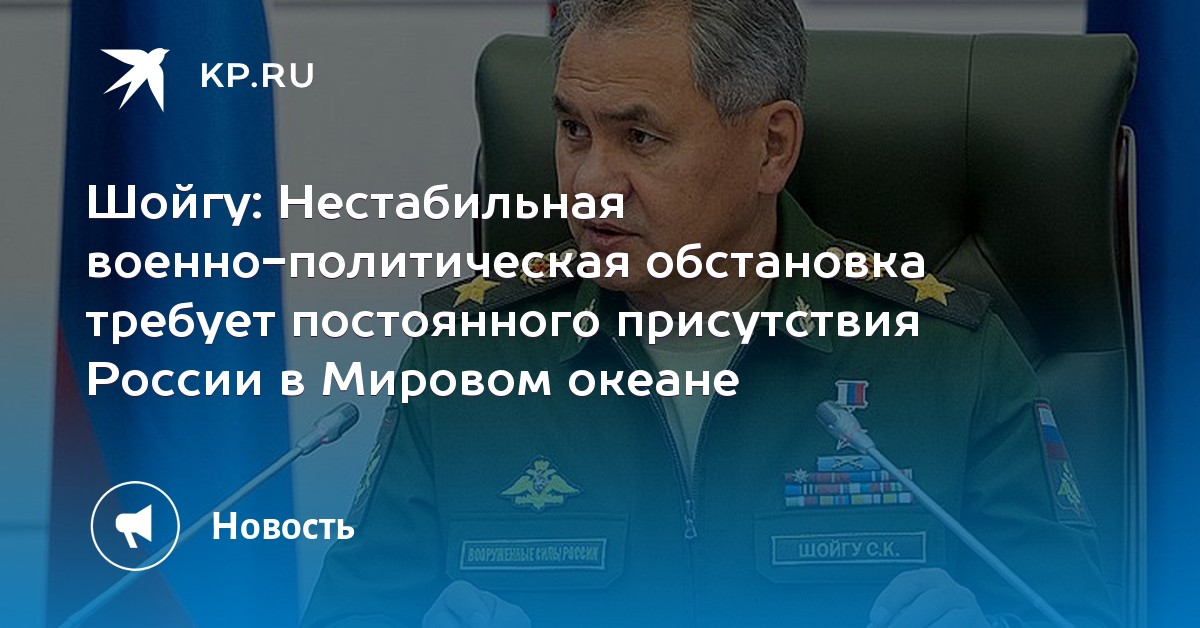 KP.RU
Шойгу: Нестабильная
военно-политическая обстановка
требует постоянного присутствия
России в Мировом океане
ВООРУЖЕННЫЕ СИЛЫ РОССИИ
ШОЙГУ С.К.
Новость